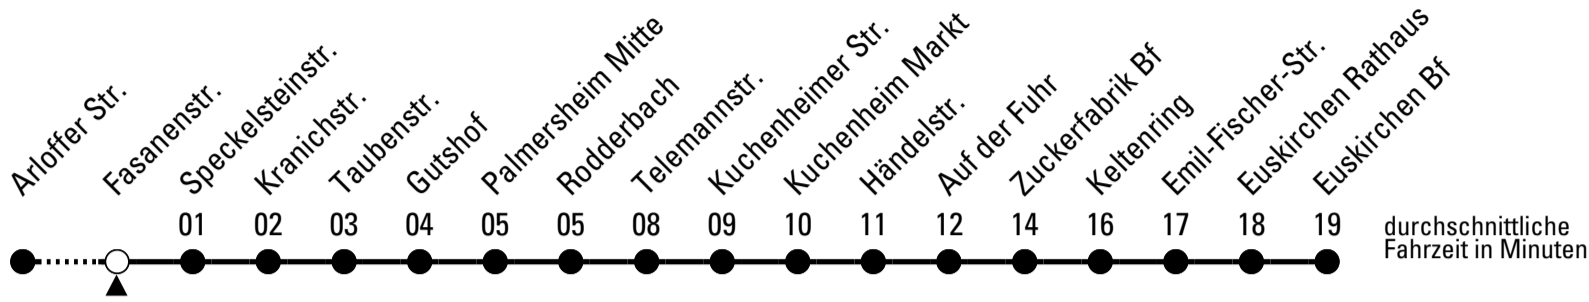 Arloffer Str.
Fasanenstr.
Speckelsteinstr.
Kranichstr.
Taubenstr.
Gutshof
Palmersheim Mitte
Rodderbach
Telemannstr.
Kuchenheimer Str.
Kuchenheim Markt
Händelstr.
Auf der Fuhr
Zuckerfabrik Bf
Keltenring
Emil-Fischer-Str.
Euskirchen Rathaus
Euskirchen Bf
01 02 03 04 05 05 08 09 10 11 12 14 16 17 18 19
durchschnittliche
Fahrzeit in Minuten